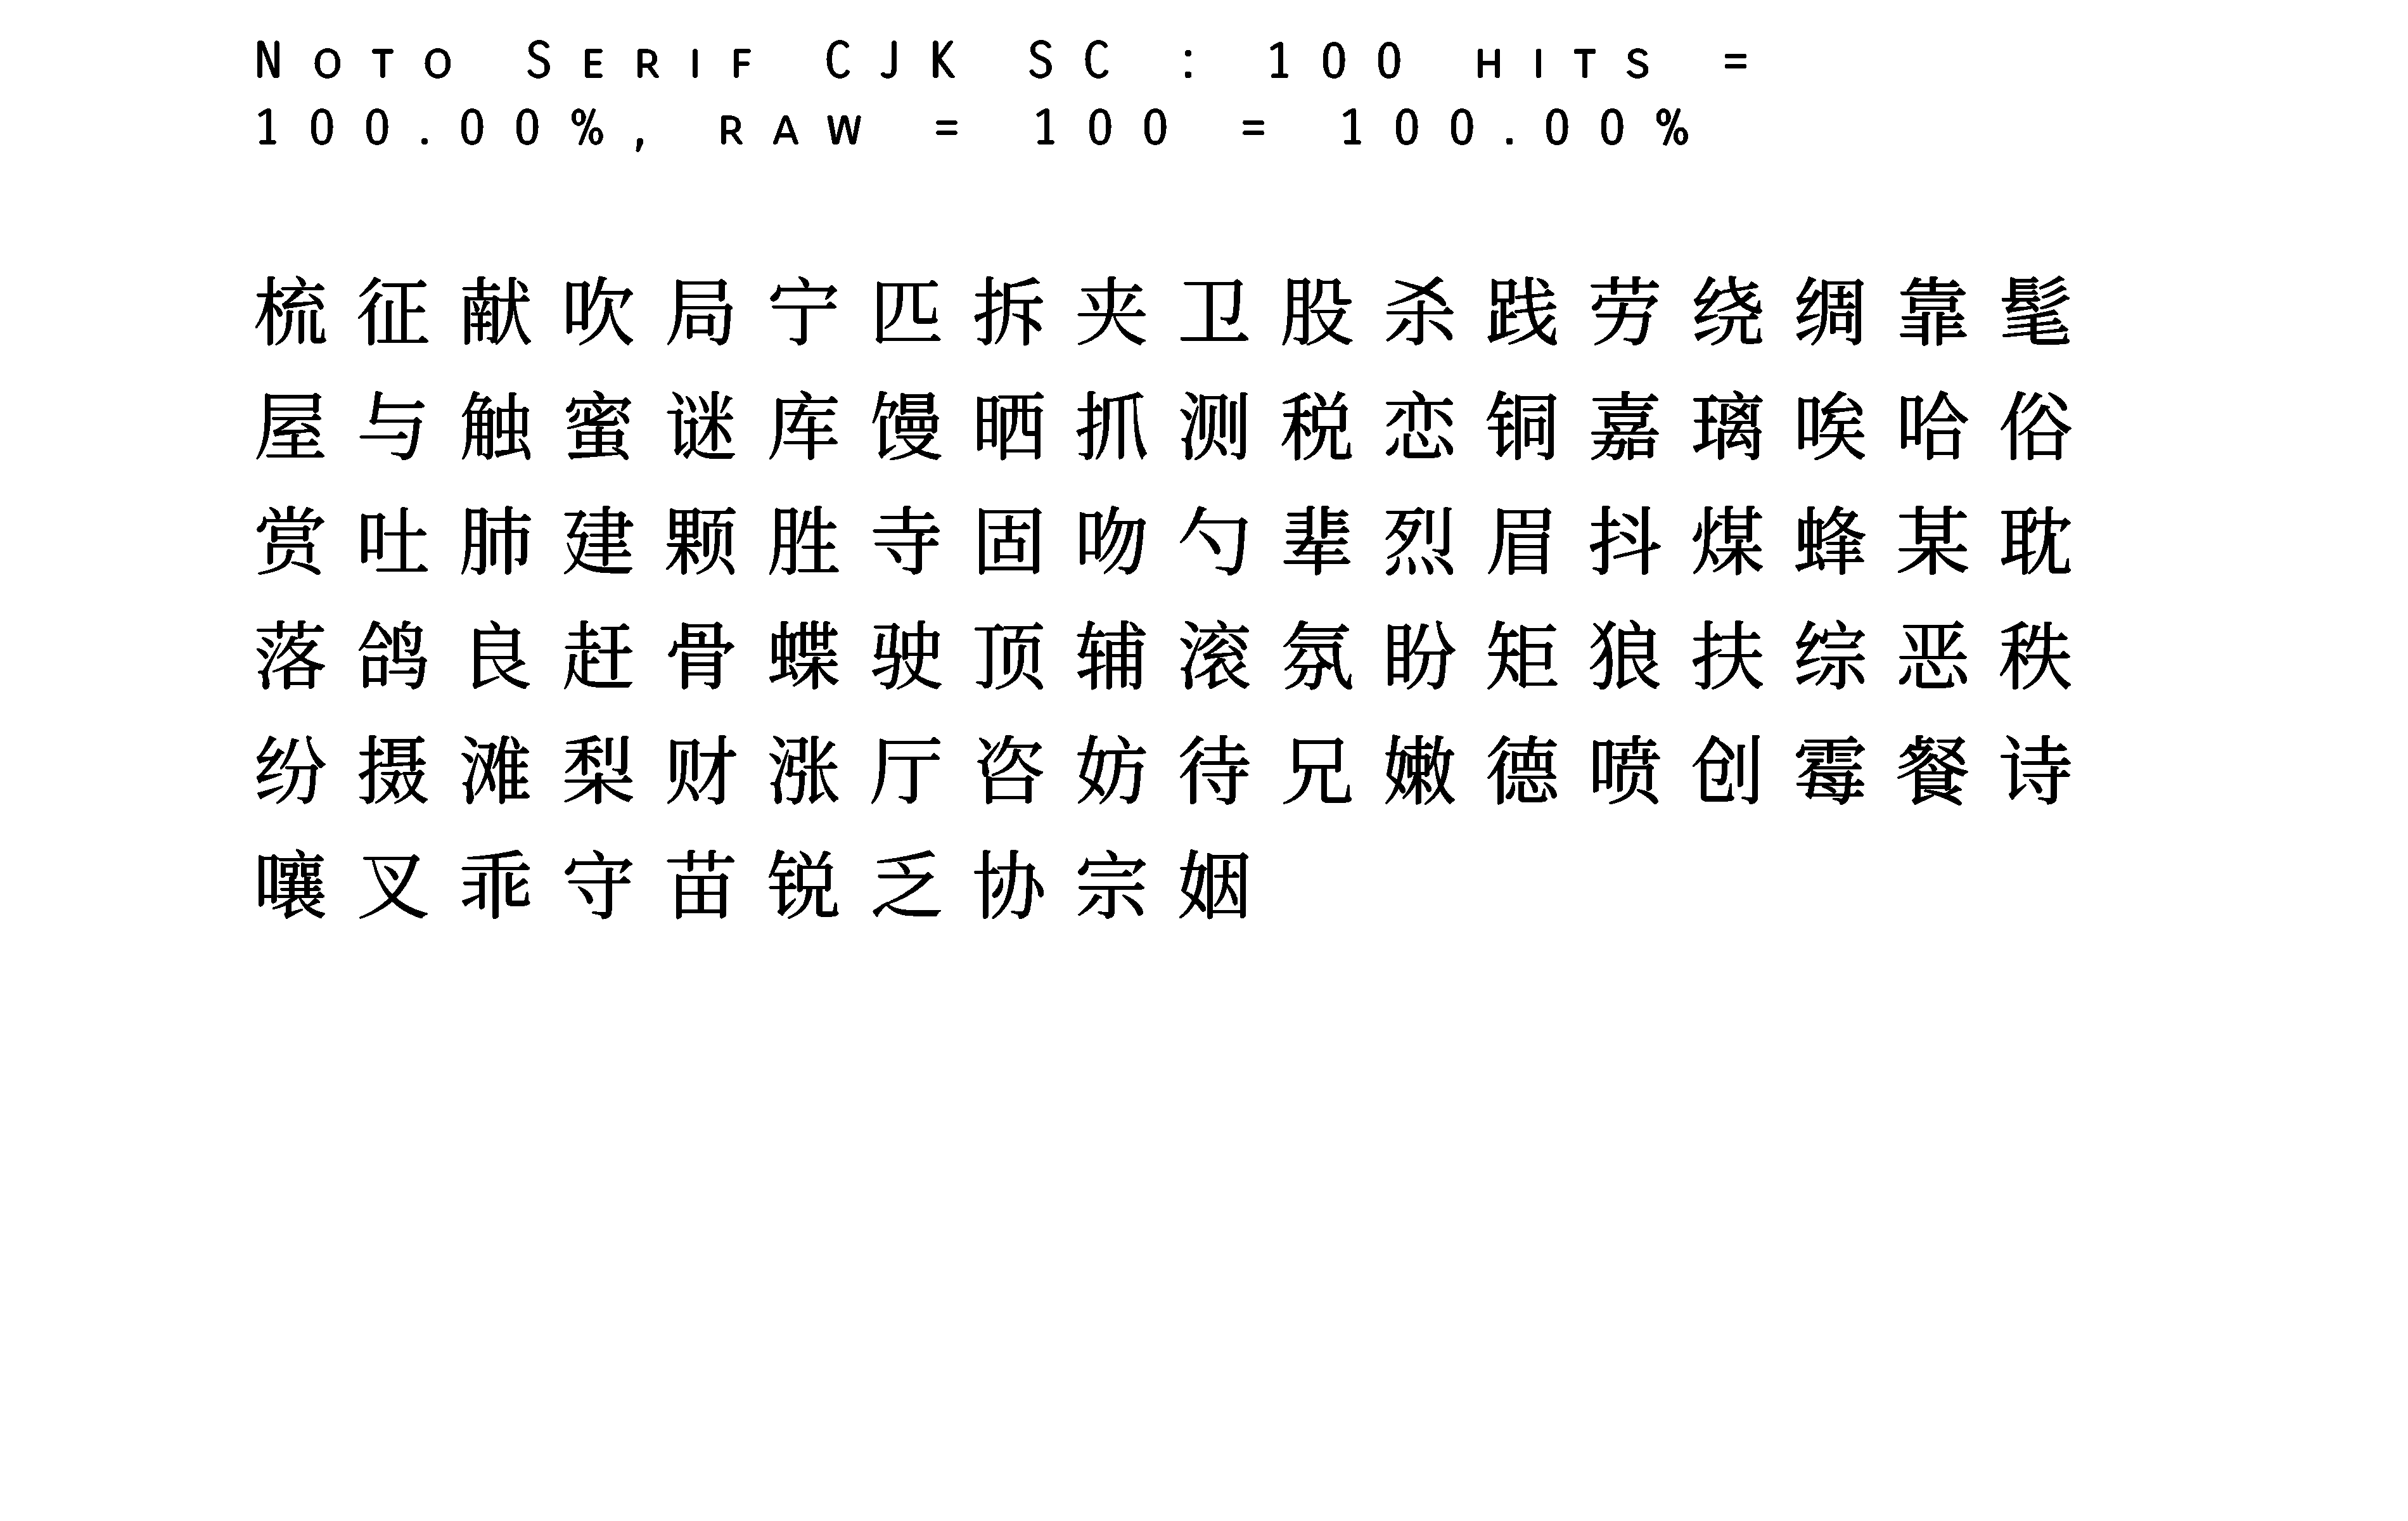 Noto Serif CJK SC : 100 hits =
100.00%, raw = 100 = 100.00%
梳征献吹局宁匹拆夹卫股杀践劳绕绸靠髦
屋与触蜜谜库馒晒抓测税恋铜嘉璃唉哈俗
赏吐肺建颗胜寺固吻勺辈烈眉抖煤蜂某耽
落鸽良赶骨蝶驶顶辅滚氛盼矩狼扶综恶秩
纷摄滩梨财涨厅咨妨待兄嫩德喷创霉餐诗
嚷叉乖守苗锐乏协宗姻